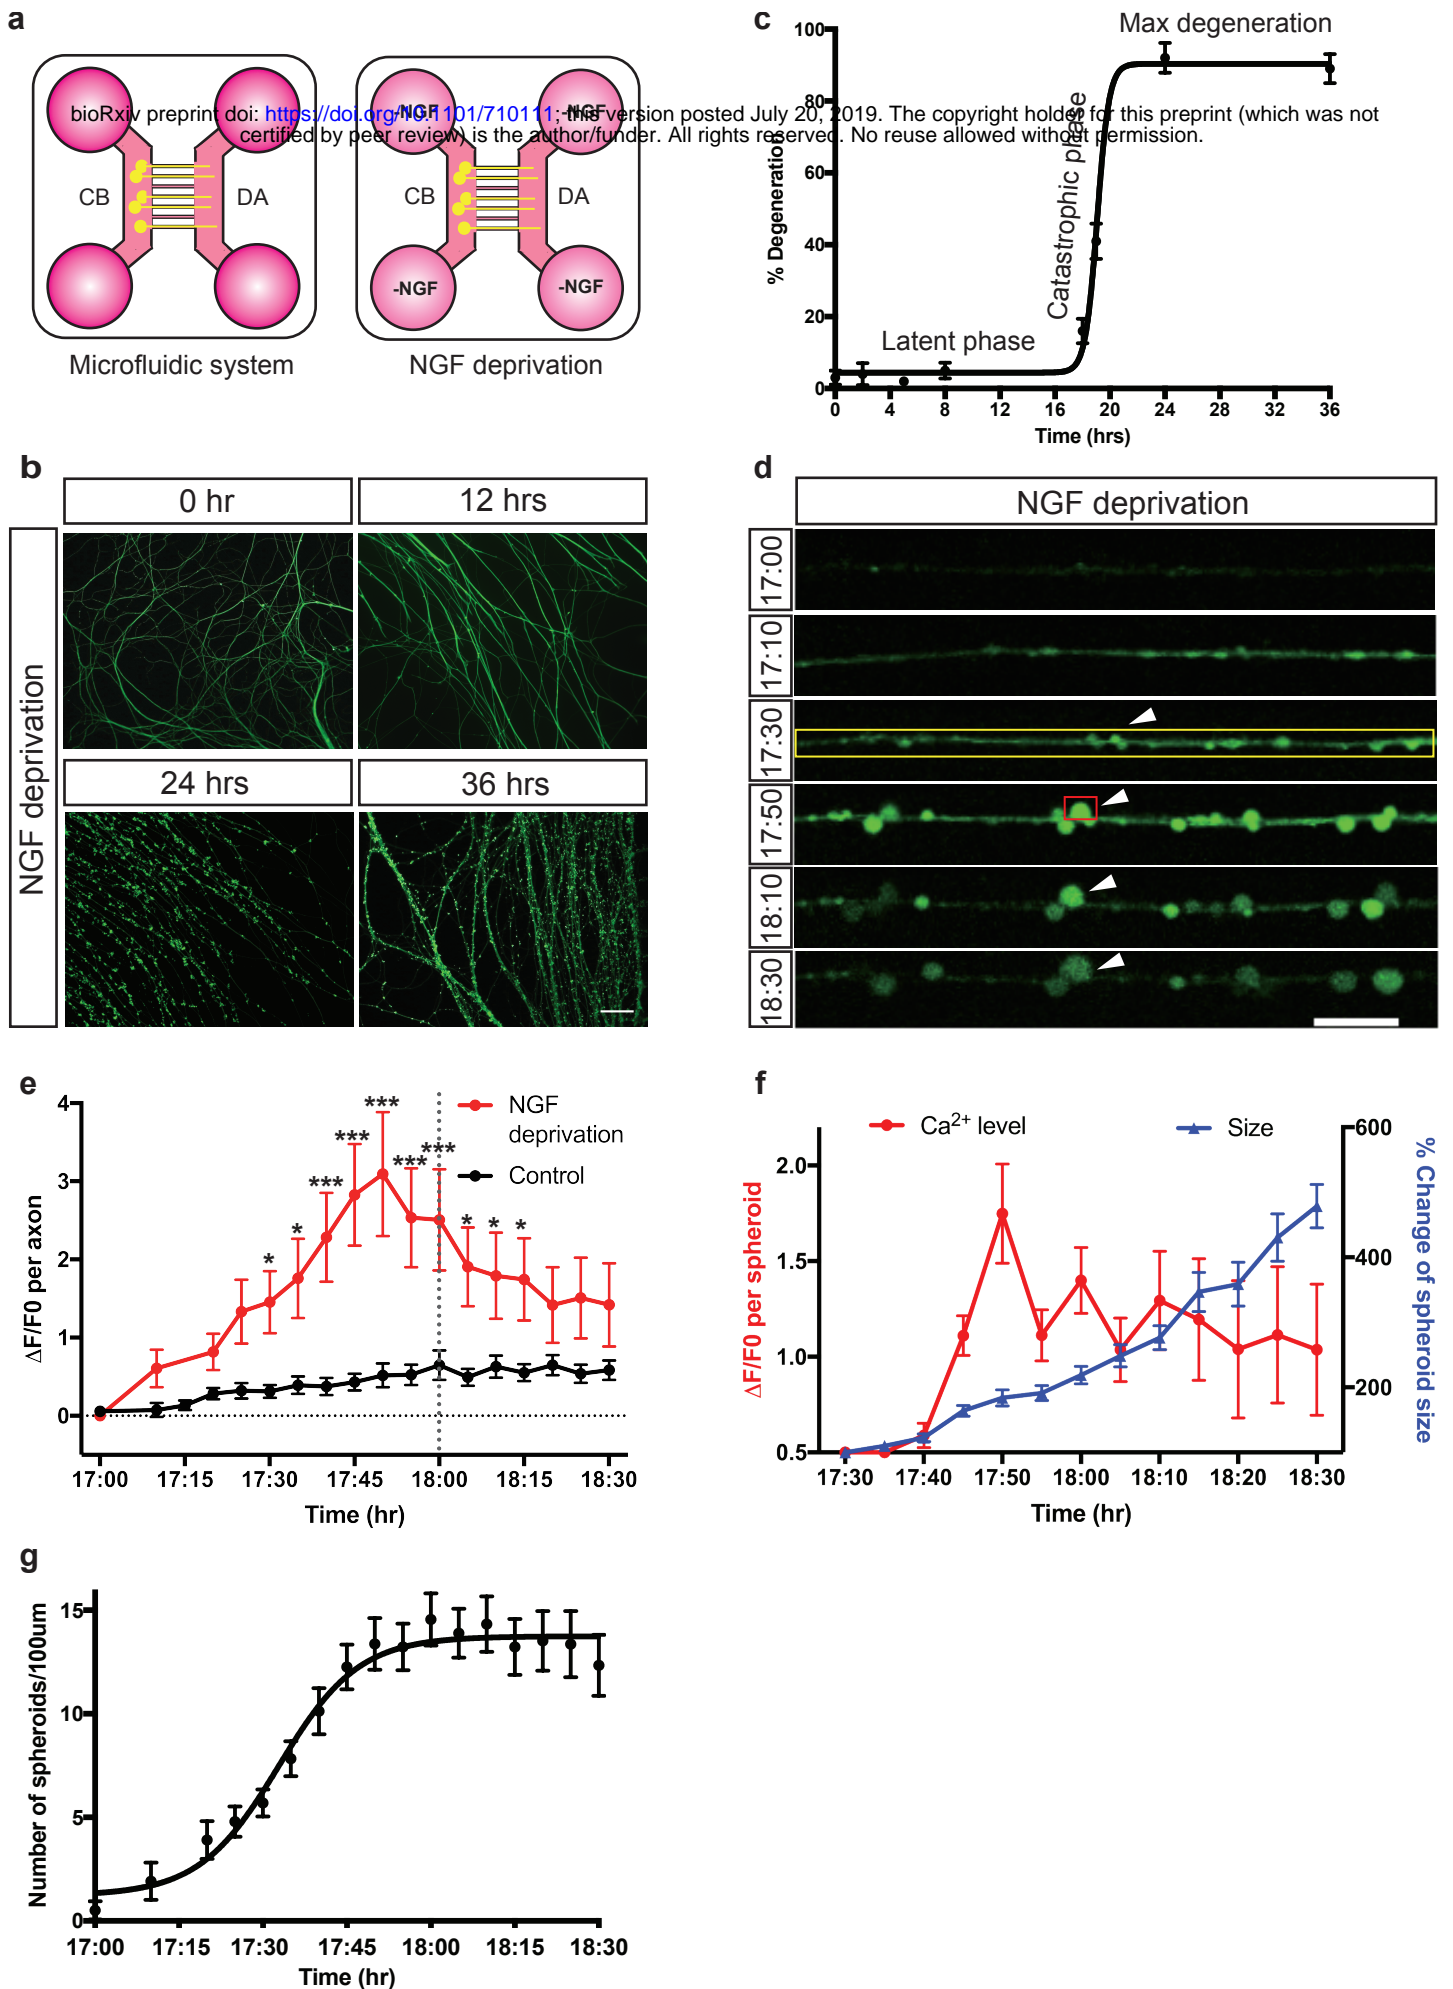 a
bioRxiv preprint doi: https://doi.org/10.1101/710111; this version posted July 20, 2019. The copyright holder for this preprint (which was not
certified by peer review) is the author/funder. All rights reserved. No reuse allowed without permission.
CB
DA
Microfluidic system
-NGF
-NGF
CB
DA
-NGF
-NGF
NGF deprivation
c
% Degeneration
100
80
60
40
20
0
Latent phase
Catastrophic phase
Max degeneration
0 4 8 12 16 20 24 28 32 36
Time (hrs)
b
NGF deprivation
0 hr
12 hrs
24 hrs
36 hrs
d
NGF deprivation
17:00
17:10
17:30
17:50
18:10
18:30
e
ΔF/F0 per axon
4
3
2
1
0
NGF
deprivation
Control
* * *** *** *** *** *** * * *
17:00 17:15 17:30 17:45 18:00 18:15 18:30
Time (hr)
f
Ca2+ level
Size
ΔF/F0 per spheroid
2.0
1.5
1.0
0.5
600
400
200
% Change of spheroid size
17:30 17:40 17:50 18:00 18:10 18:20 18:30
Time (hr)
g
Number of spheroids/100um
15
10
5
0
17:00 17:15 17:30 17:45 18:00 18:15 18:30
Time (hr)